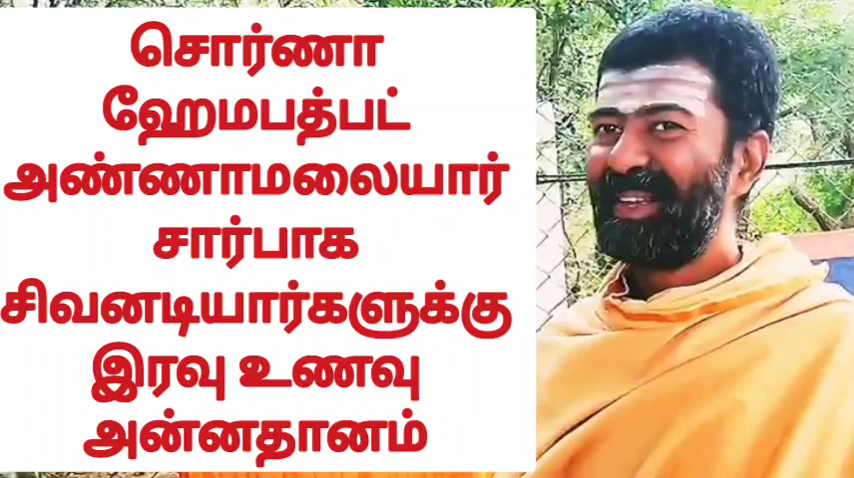 சொர்ணா
ஹேமபத்பட்
அண்ணாமலையார்
சார்பாக
சிவனடியார்களுக்கு
இரவு உணவு
அன்னதானம்